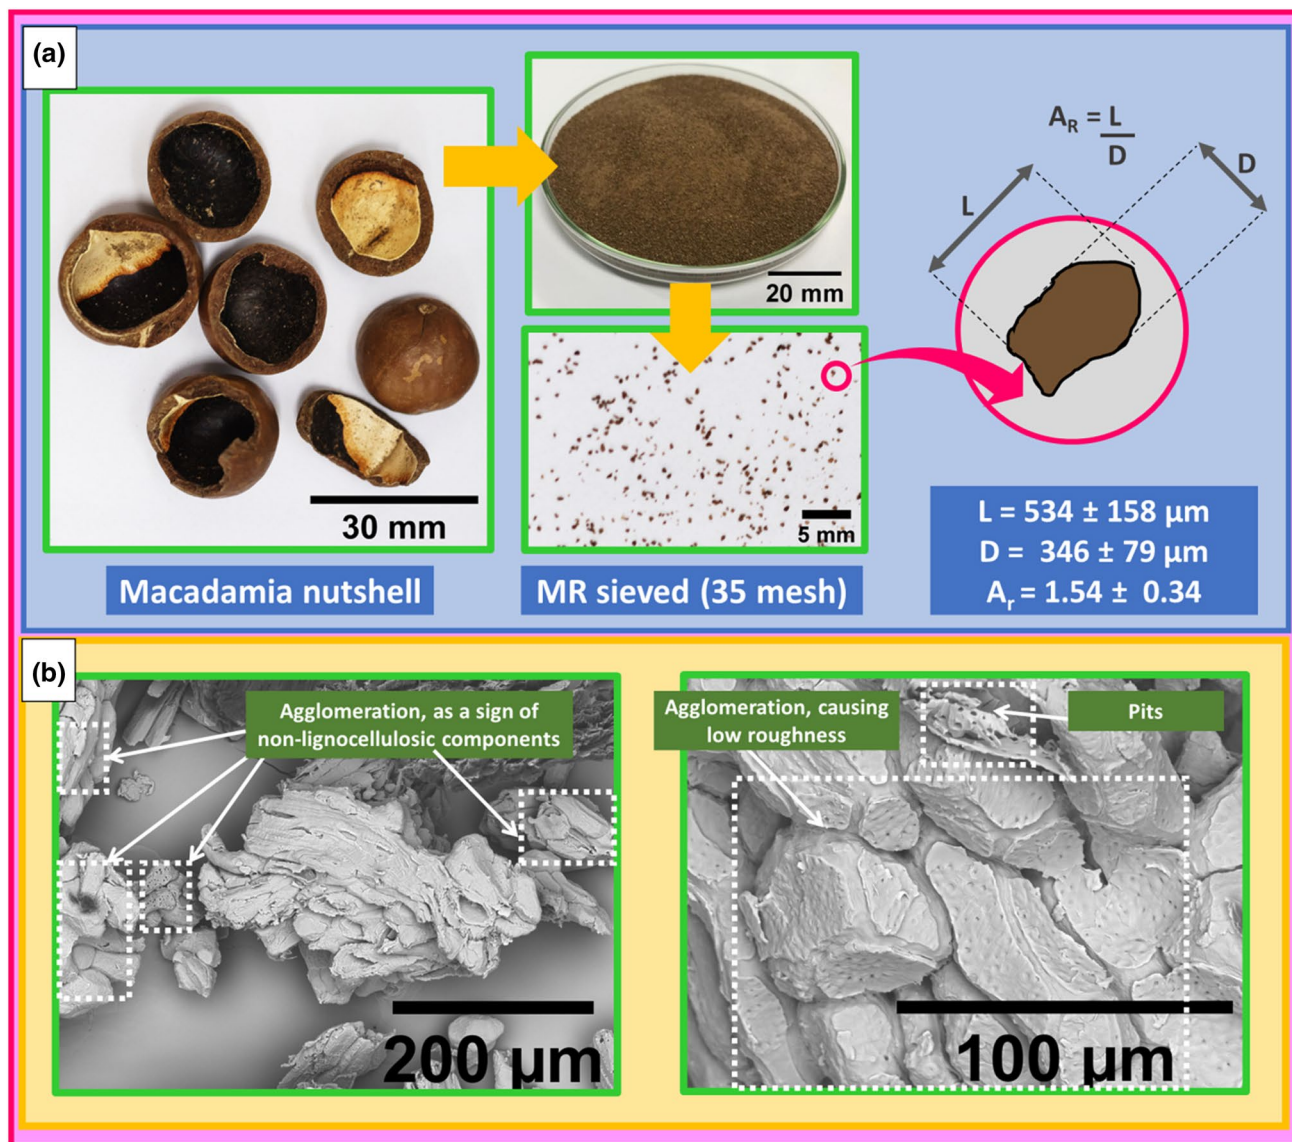 (a)
30 mm
Macadamia nutshell
20 mm
5 mm
MR sieved (35 mesh)
A_R = L
D
L
D
L = 534 ± 158 µm
D = 346 ± 79 µm
A_r = 1.54 ± 0.34
(b)
Agglomeration, as a sign of
non-lignocellulosic components
200 µm
Agglomeration, causing
low roughness
Pits
100 µm